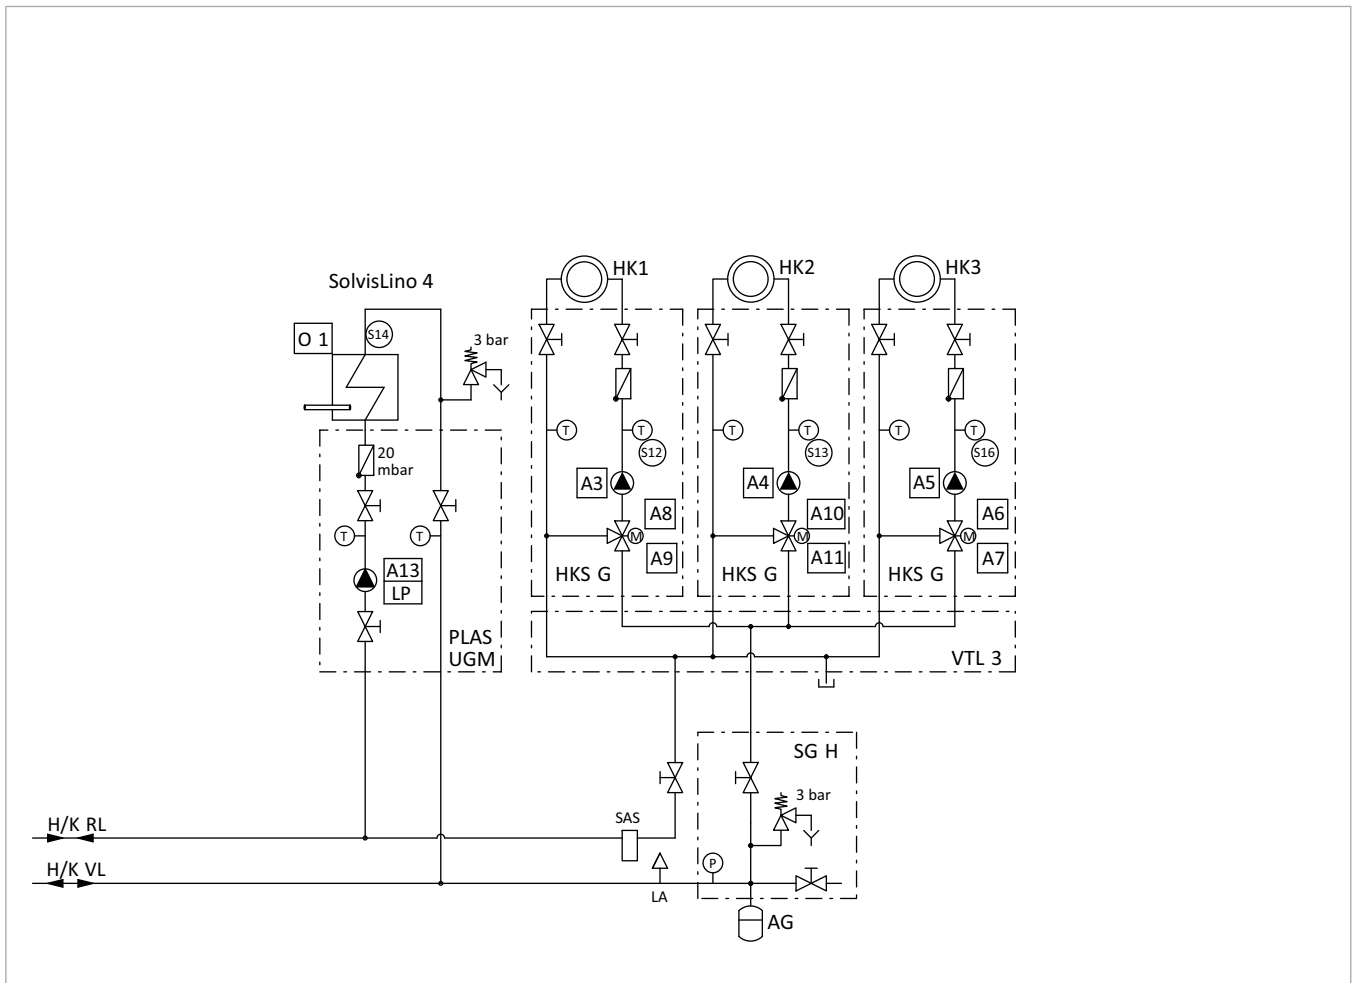 HK1
HK2
HK3
SolvisLino 4
O 1
S14
3 bar
T
T
T
T
T
T
S12
S13
S16
20
mbar
A3
A4
A5
A8
A10
A6
T
T
M
M
M
A9
A11
A7
A13
LP
HKS G
HKS G
HKS G
PLAS
UGM
VTL 3
SG H
3 bar
H/K RL
SAS
P
H/K VL
LA
AG